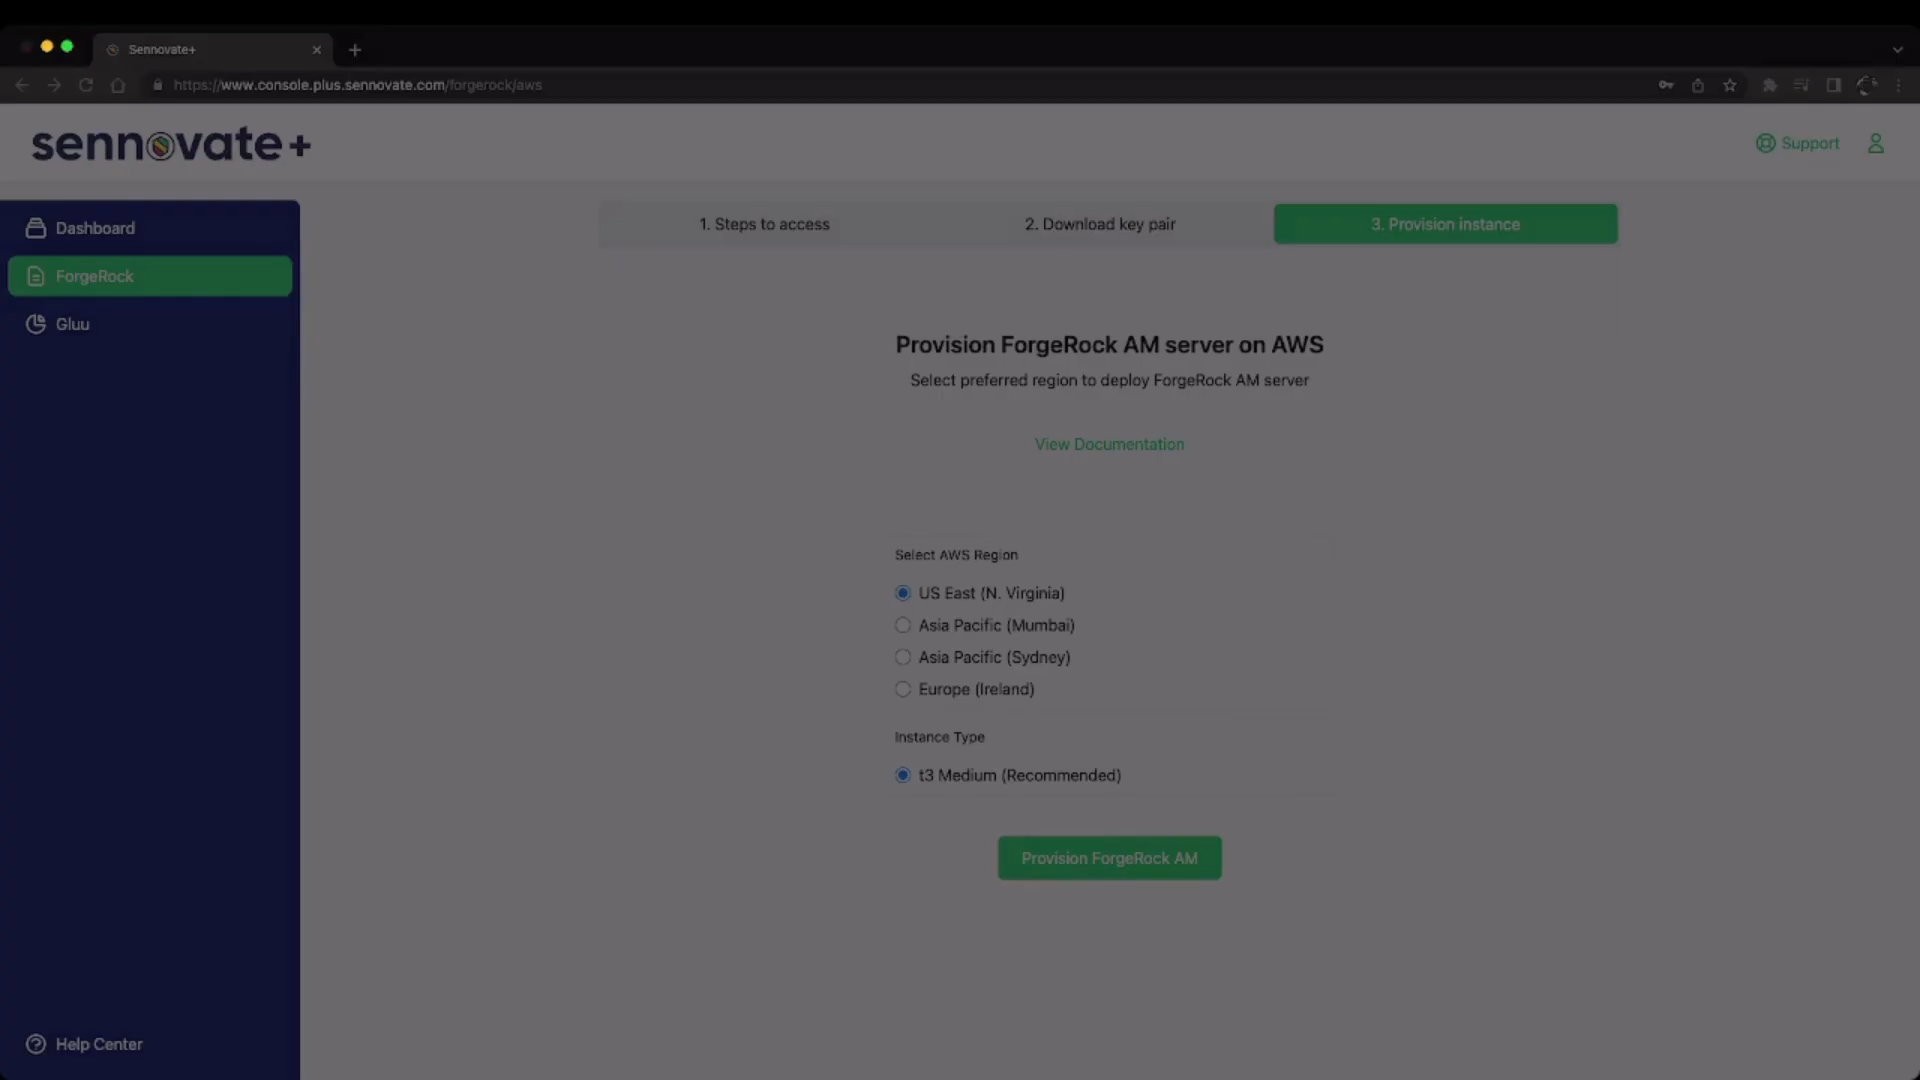 Sennovate+
https://www.console.plus.sennovate.com/forgerock/aws
sennovate+
Support
Dashboard
ForgeRock
Gluu
Help Center
1. Steps to access
2. Download key pair
3. Provision instance
Provision ForgeRock AM server on AWS
Select preferred region to deploy ForgeRock AM server
View Documentation
Select AWS Region
US East (N. Virginia)
Asia Pacific (Mumbai)
Asia Pacific (Sydney)
Europe (Ireland)
Instance Type
t3 Medium (Recommended)
Provision ForgeRock AM